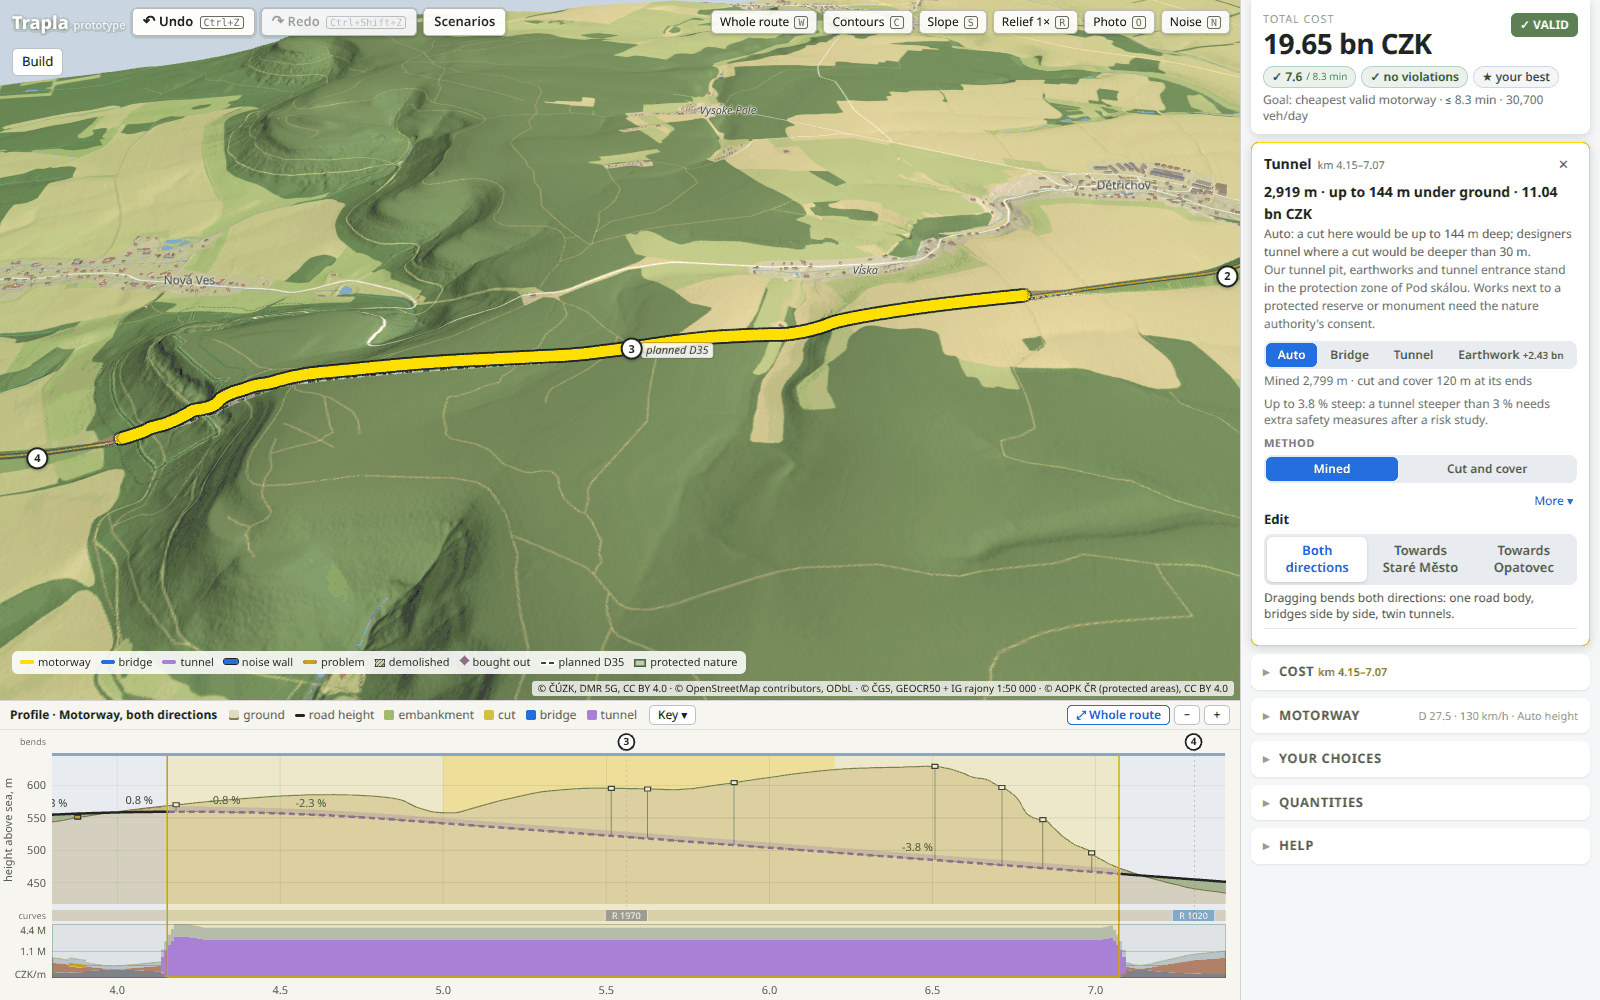 Trapla prototype
↶ Undo Ctrl+Z
↷ Redo Ctrl+Shift+Z
Scenarios
Whole route W
Contours C
Slope S
Relief 1× R
Photo O
Noise N
Build
Vysoké Pole
Dětřichov
Nová Ves
Víska
2
3
planned D35
4
motorway
bridge
tunnel
noise wall
problem
demolished
bought out
planned D35
protected nature
© ČÚZK, DMR 5G, CC BY 4.0 · © OpenStreetMap contributors, ODbL · © ČGS, GEOCR50 + IG rajony 1:50 000 · © AOPK ČR (protected areas), CC BY 4.0
Profile · Motorway, both directions
ground
road height
embankment
cut
bridge
tunnel
Key ▾
⤢ Whole route
−
+
bends
3
4
height above sea, m
600
550
500
450
3 %
0.8 %
-0.8 %
-2.3 %
-3.8 %
curves
R 1970
R 1020
4.4 M
1.1 M
CZK/m
4.0
4.5
5.0
5.5
6.0
6.5
7.0
TOTAL COST
19.65 bn CZK
✓ VALID
✓ 7.6 / 8.3 min
✓ no violations
★ your best
Goal: cheapest valid motorway · ≤ 8.3 min · 30,700
veh/day
Tunnel km 4.15–7.07
✕
2,919 m · up to 144 m under ground · 11.04
bn CZK
Auto: a cut here would be up to 144 m deep; designers
tunnel where a cut would be deeper than 30 m.
Our tunnel pit, earthworks and tunnel entrance stand
in the protection zone of Pod skálou. Works next to a
protected reserve or monument need the nature
authority's consent.
Auto
Bridge
Tunnel
Earthwork +2.43 bn
Mined 2,799 m · cut and cover 120 m at its ends
Up to 3.8 % steep: a tunnel steeper than 3 % needs
extra safety measures after a risk study.
METHOD
Mined
Cut and cover
More ▾
Edit
Both
directions
Towards
Staré Město
Towards
Opatovec
Dragging bends both directions: one road body,
bridges side by side, twin tunnels.
▸ COST km 4.15–7.07
▸ MOTORWAY
D 27.5 · 130 km/h · Auto height
▸ YOUR CHOICES
▸ QUANTITIES
▸ HELP